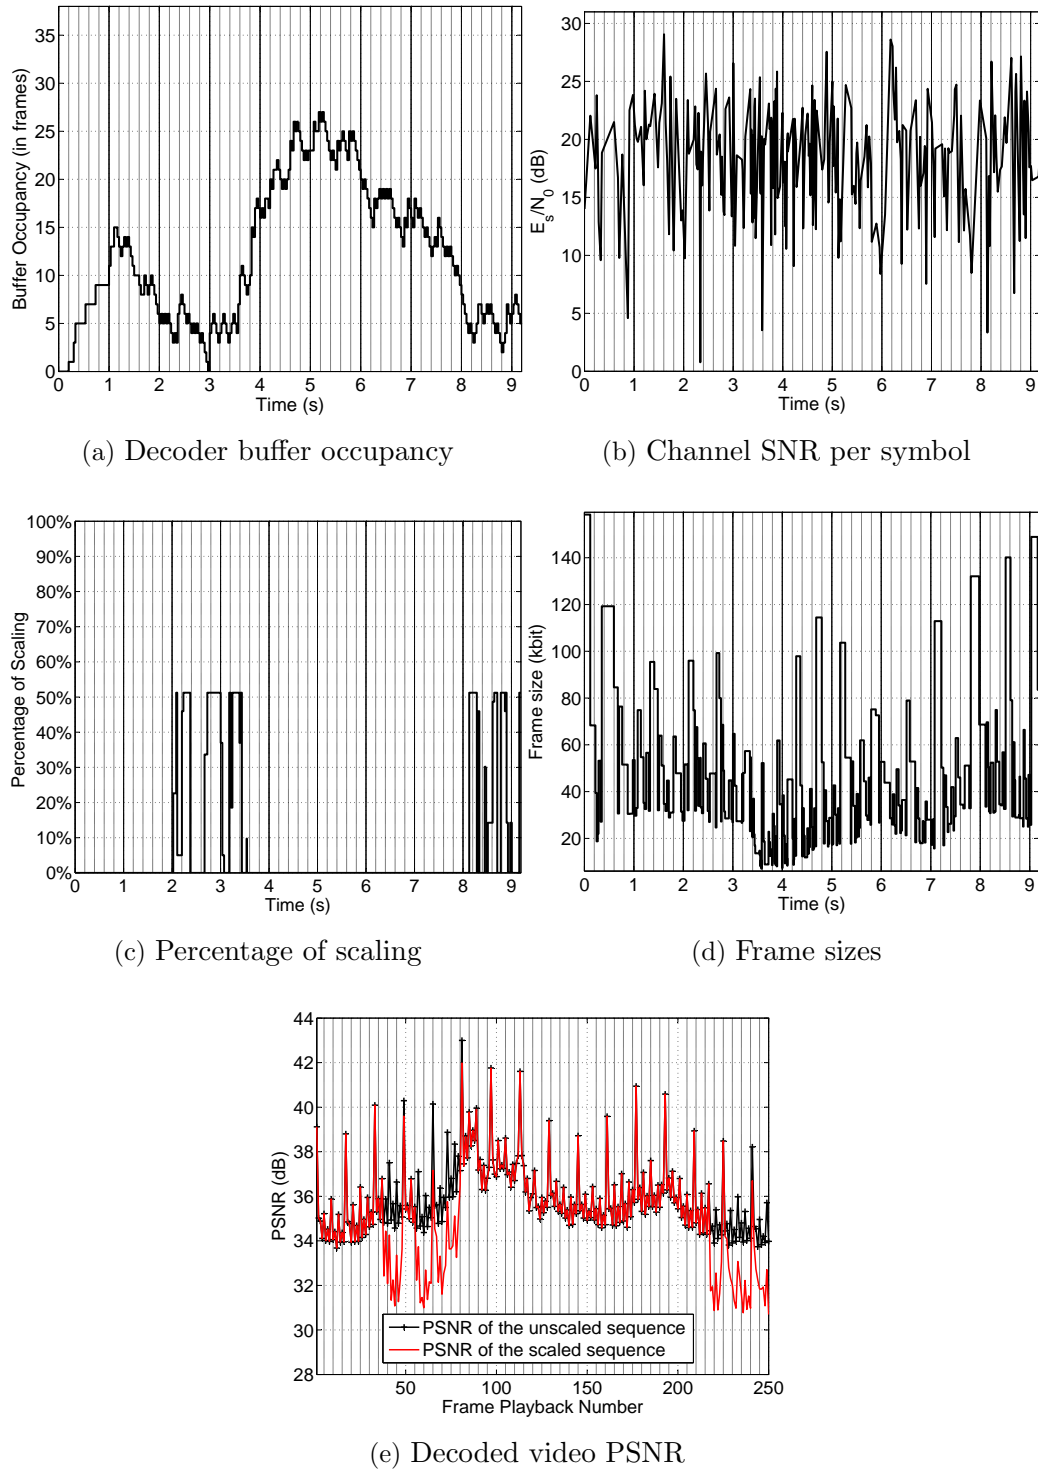 35
30
25
20
15
10
5
0
Buffer Occupancy (in frames)
0 1 2 3 4 5 6 7 8 9
Time (s)
(a) Decoder buffer occupancy
30
25
20
15
10
5
0
E_s/N_0 (dB)
0 1 2 3 4 5 6 7 8 9
Time (s)
(b) Channel SNR per symbol
100%
90%
80%
70%
60%
50%
40%
30%
20%
10%
0%
Percentage of Scaling
0 1 2 3 4 5 6 7 8 9
Time (s)
(c) Percentage of scaling
140
120
100
80
60
40
20
Frame size (kbit)
0 1 2 3 4 5 6 7 8 9
Time (s)
(d) Frame sizes
44
42
40
38
36
34
32
30
28
PSNR (dB)
PSNR of the unscaled sequence
PSNR of the scaled sequence
50 100 150 200 250
Frame Playback Number
(e) Decoded video PSNR